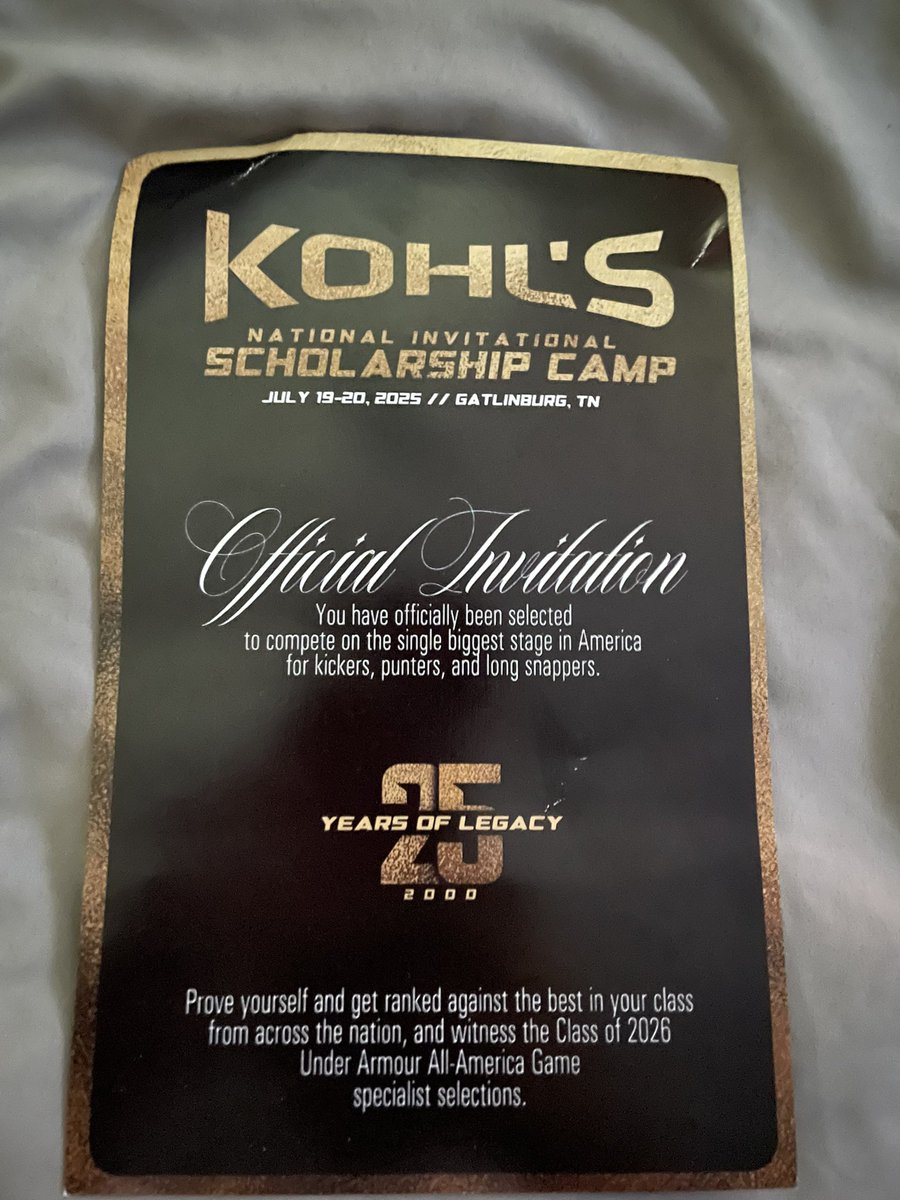 KOHL'S
NATIONAL INVITATIONAL
SCHOLARSHIP CAMP
JULY 19-20, 2025 // GATLINBURG, TN
Official Invitation
You have officially been selected
to compete on the single biggest stage in America
for kickers, punters, and long snappers.
25
YEARS OF LEGACY
2000
Prove yourself and get ranked against the best in your class
from across the nation, and witness the Class of 2026
Under Armour All-America Game
specialist selections.